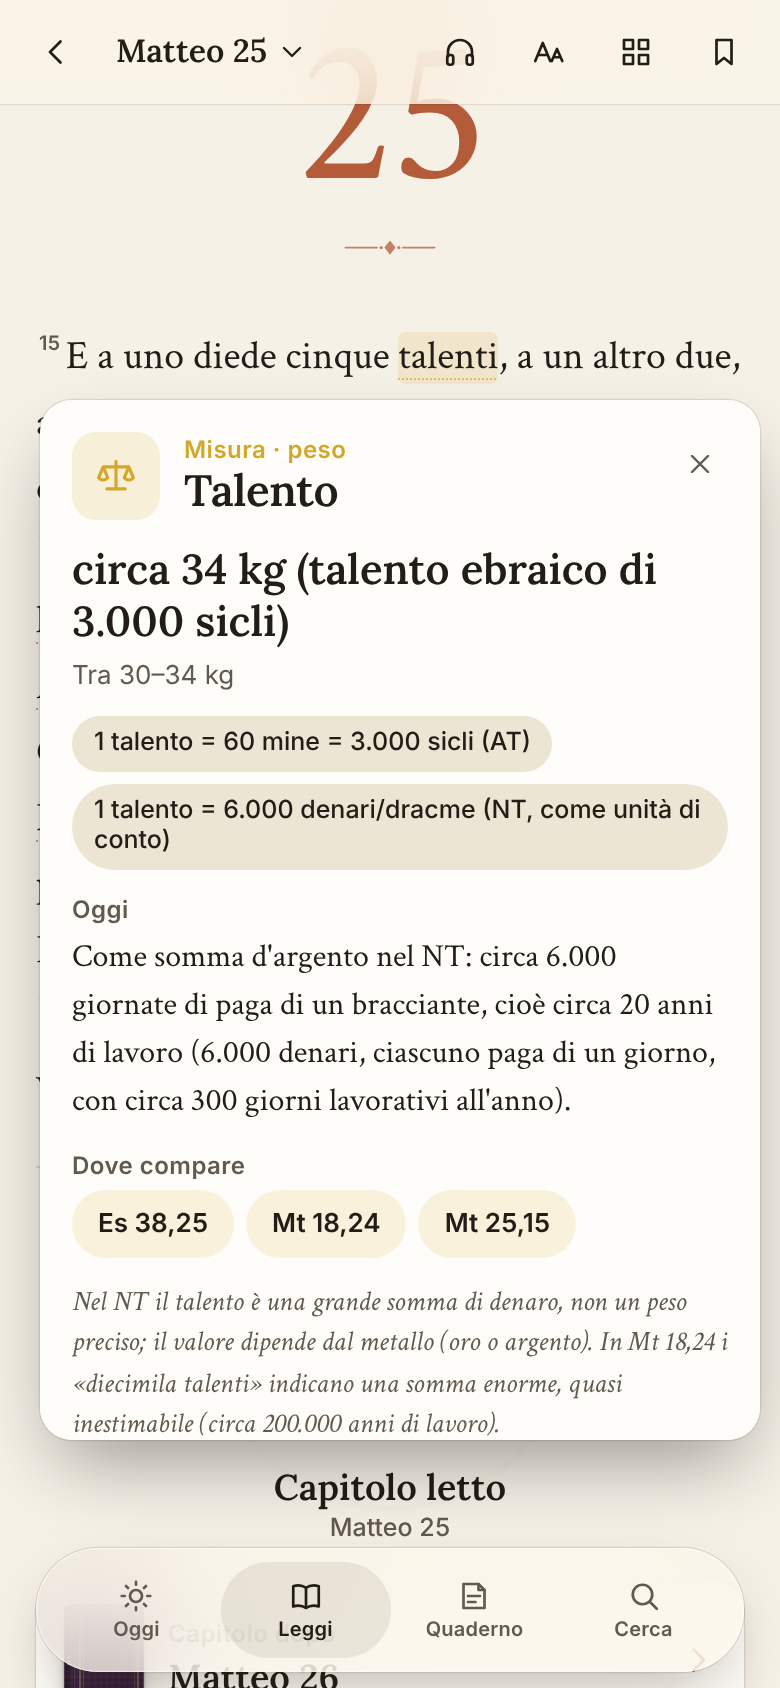 Matteo 25
25
15 E a uno diede cinque talenti, a un altro due,
Misura · peso
Talento
circa 34 kg (talento ebraico di
3.000 sicli)
Tra 30–34 kg
1 talento = 60 mine = 3.000 sicli (AT)
1 talento = 6.000 denari/dracme (NT, come unità di
conto)
Oggi
Come somma d'argento nel NT: circa 6.000
giornate di paga di un bracciante, cioè circa 20 anni
di lavoro (6.000 denari, ciascuno paga di un giorno,
con circa 300 giorni lavorativi all'anno).
Dove compare
Es 38,25
Mt 18,24
Mt 25,15
Nel NT il talento è una grande somma di denaro, non un peso
preciso; il valore dipende dal metallo (oro o argento). In Mt 18,24 i
«diecimila talenti» indicano una somma enorme, quasi
inestimabile (circa 200.000 anni di lavoro).
Capitolo letto
Matteo 25
Oggi
Leggi
Quaderno
Cerca
Capitolo dopo
Matteo 26